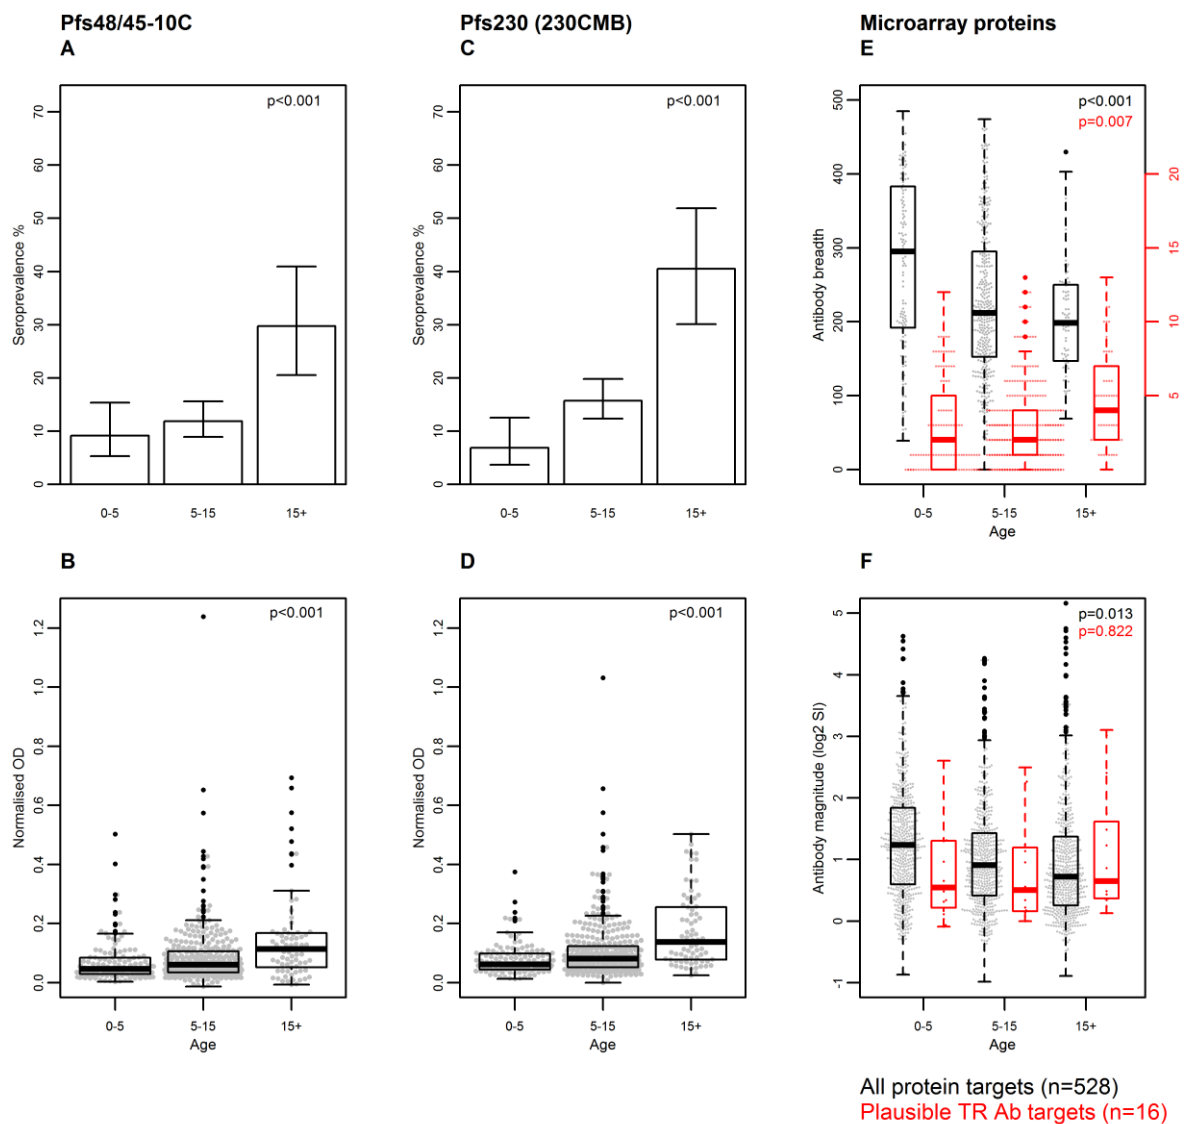 Pfs48/45-10C
A
p<0.001
Seroprevalence %
70
60
50
40
30
20
10
0
0-5
5-15
15+
Pfs230 (230CMB)
C
p<0.001
Seroprevalence %
70
60
50
40
30
20
10
0
0-5
5-15
15+
Microarray proteins
E
p<0.001
p=0.007
Antibody breadth
500
400
300
200
100
0
20
15
10
5
0-5
5-15
15+
Age
B
p<0.001
Normalised OD
1.2
1.0
0.8
0.6
0.4
0.2
0.0
0-5
5-15
15+
Age
D
p<0.001
Normalised OD
1.2
1.0
0.8
0.6
0.4
0.2
0.0
0-5
5-15
15+
Age
F
p=0.013
p=0.822
Antibody magnitude (log2 SI)
5
4
3
2
1
0
-1
0-5
5-15
15+
Age
All protein targets (n=528)
Plausible TR Ab targets (n=16)